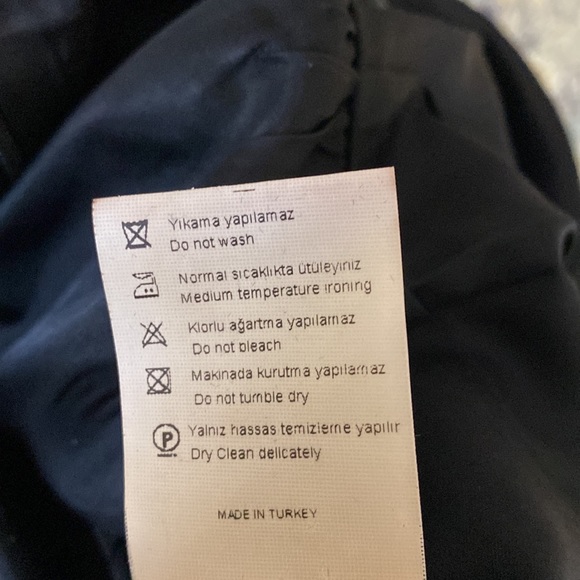 Yıkama yapılamaz
Do not wash
Normal sıcaklıkta ütüleyiniz
Medium temperature ironing
Klorlu ağartma yapılamaz
Do not bleach
Makinada kurutma yapılamaz
Do not tumble dry
P
Yalnız hassas temizleme yapılır
Dry Clean delicately
MADE IN TURKEY